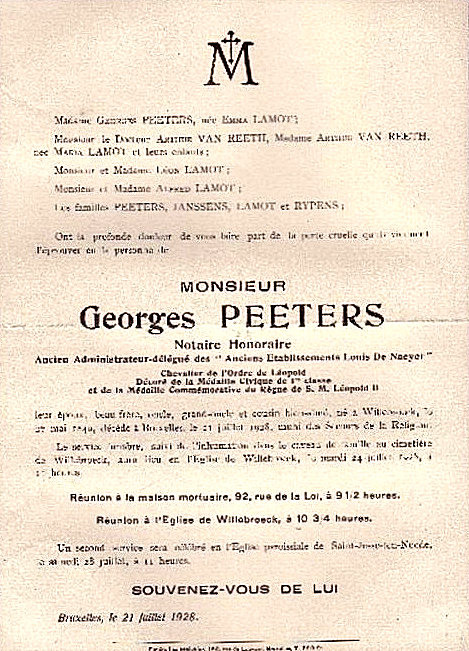 M
Madame Georges PEETERS, née Emma LAMOT;
Monsieur le Docteur Arthur VAN REETH, Madame Arthur VAN REETH,
née Maria LAMOT et leurs enfants;
Monsieur et Madame Léon LAMOT;
Monsieur et Madame Alfred LAMOT;
Les familles PEETERS, JANSSENS, LAMOT et RYPENS;
Ont la profonde douleur de vous faire part de la perte cruelle qu'ils viennent
d'éprouver en la personne de
MONSIEUR
Georges PEETERS
Notaire Honoraire
Ancien Administrateur-délégué des "Anciens Etablissements Louis De Naeyer"
Chevalier de l'Ordre de Léopold
Décoré de la Médaille Civique de 1re classe
et de la Médaille Commémorative du Règne de S. M. Léopold II
leur époux, beau-frère, oncle, grand-oncle et cousin bien-aimé, né à Willebroeck, le
mai décédé à Bruxelles, le 21 juillet 1928, muni des Secours de la Religion.
Le service funèbre, suivi de l'inhumation dans le caveau de famille au cimetière
de Willebroeck, aura lieu en l'Eglise de Willebroeck, le mardi 24 juillet 1928, à
heures.
Réunion à la maison mortuaire, 92, rue de la Loi, à 9 1/2 heures.
Réunion à l'Eglise de Willebroeck, à 10 3/4 heures.
Un second service sera célébré en l'Eglise paroissiale de Saint-Josse-ten-Noode,
le samedi 28 juillet, à 11 heures.
SOUVENEZ-VOUS DE LUI
Bruxelles, le 21 juillet 1928.